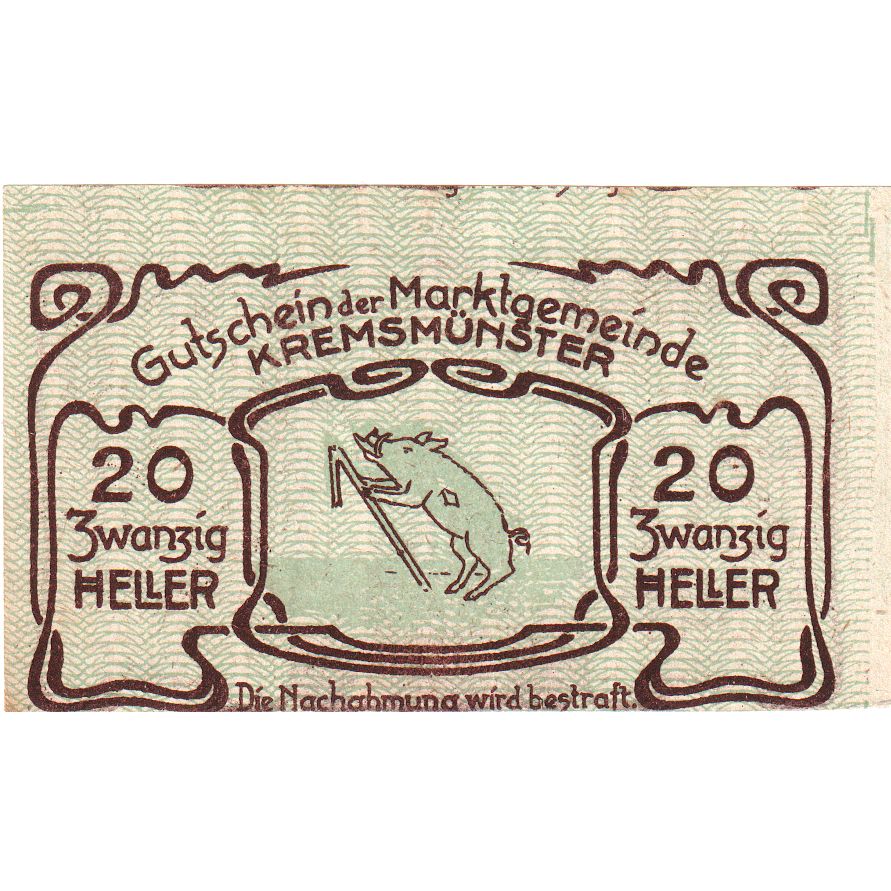 Gutschein der Marktgemeinde
KREMSMÜNSTER
20
Zwanzig
HELLER
20
Zwanzig
HELLER
Die Nachahmung wird bestraft.